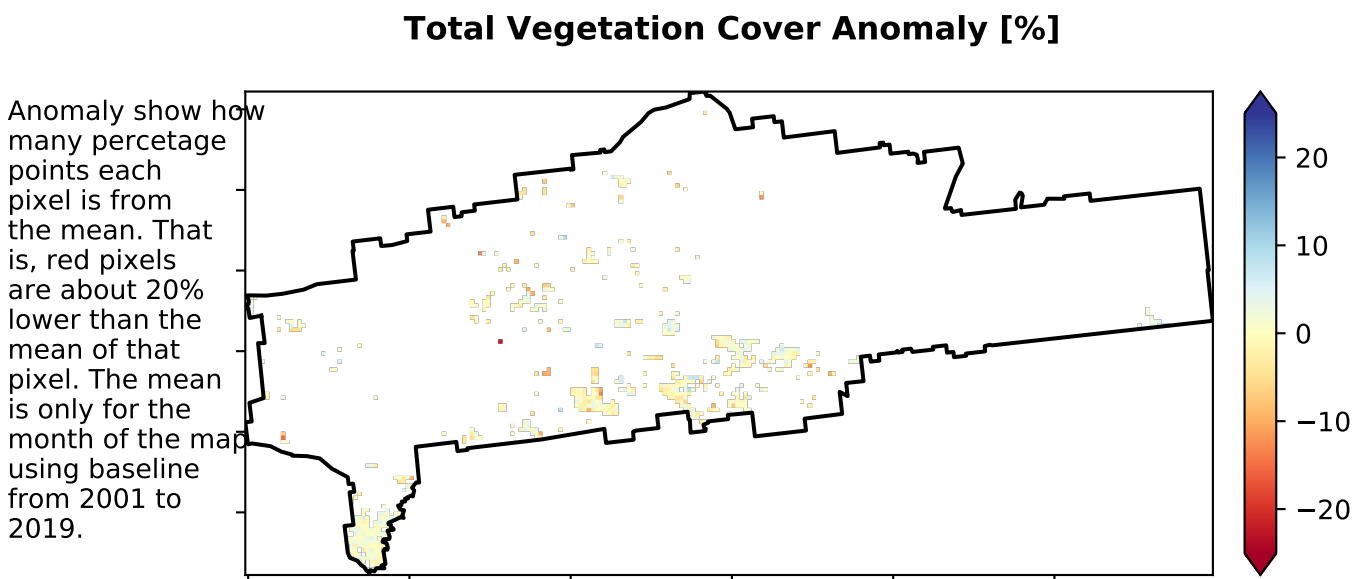 Total Vegetation Cover Anomaly [%]
Anomaly show how
many percetage
points each
pixel is from
the mean. That
is, red pixels
are about 20%
lower than the
mean of that
pixel. The mean
is only for the
month of the map
using baseline
from 2001 to
2019.
20
10
0
−10
−20